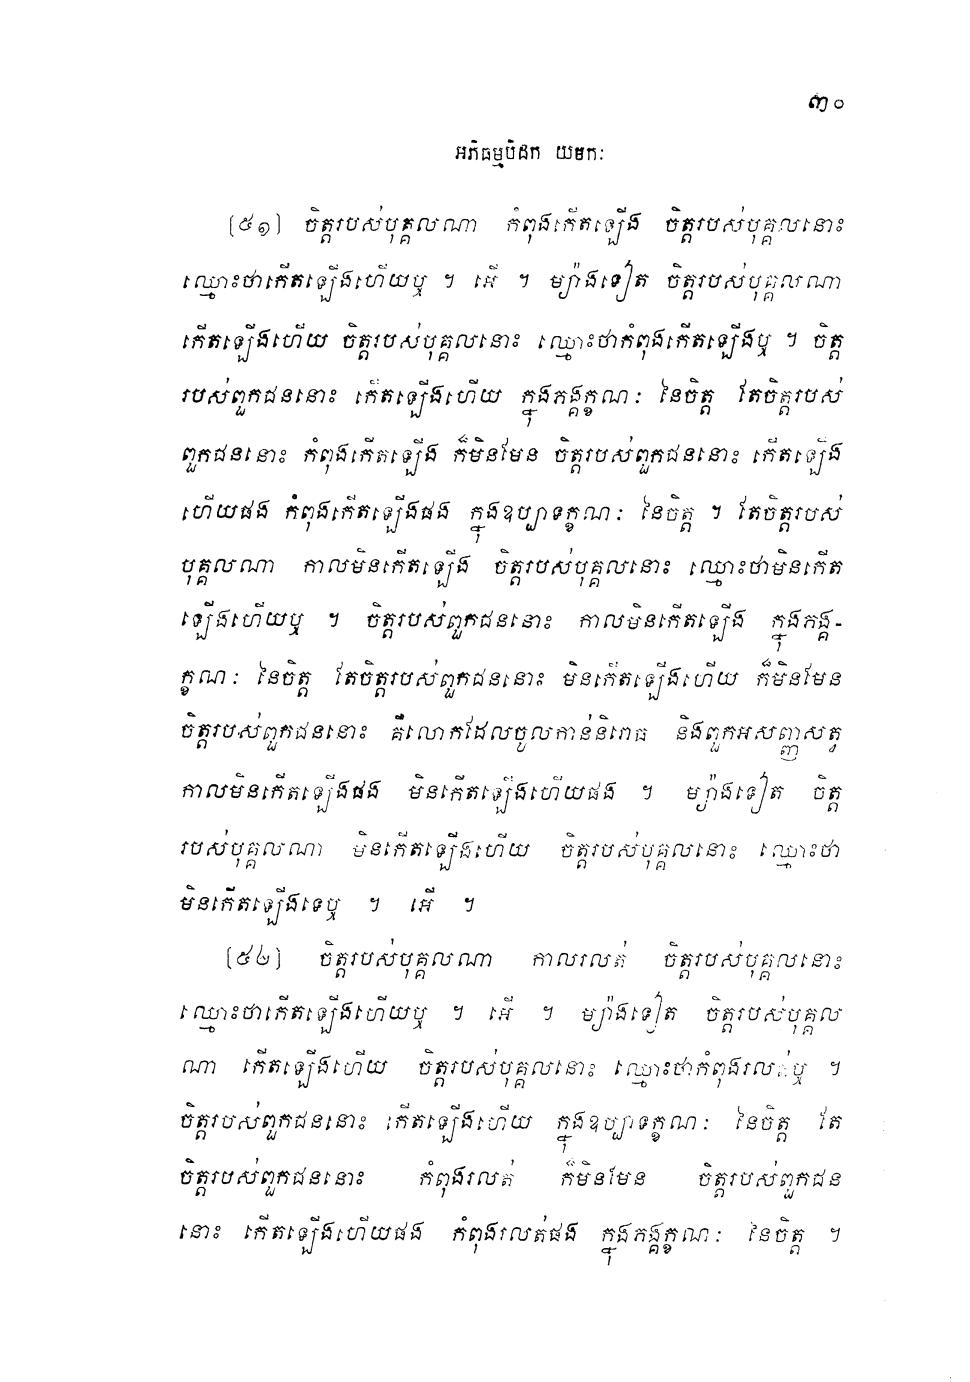 ៣០
អភិធម្មបិដក យមកៈ
(៥១) ចិត្តរបស់បុគ្គលណា កំពុងកើតឡើង ចិត្តរបស់បុគ្គលនោះ
ឈ្មោះថាកើតឡើងហើយឬ ។ អើ ។ ម្យ៉ាងទៀត ចិត្តរបស់បុគ្គលណា
កើតឡើងហើយ ចិត្តរបស់បុគ្គលនោះ ឈ្មោះថាកំពុងកើតឡើងឬ ។ ចិត្ត
របស់ពួកជននោះ កើតឡើងហើយ ក្នុងភង្គក្ខណៈ នៃចិត្ត តែចិត្តរបស់
ពួកជននោះ កំពុងកើតឡើង ក៏មិនមែន ចិត្តរបស់ពួកជននោះ កើតឡើង
ហើយផង កំពុងកើតឡើងផង ក្នុងឧប្បាទក្ខណៈ នៃចិត្ត ។ តែចិត្តរបស់
បុគ្គលណា កាលមិនកើតឡើង ចិត្តរបស់បុគ្គលនោះ ឈ្មោះថាមិនកើត
ឡើងហើយឬ ។ ចិត្តរបស់ពួកជននោះ កាលមិនកើតឡើង ក្នុងភង្គ-
ក្ខណៈ នៃចិត្ត តែចិត្តរបស់ពួកជននោះ មិនកើតឡើងហើយ ក៏មិនមែន
ចិត្តរបស់ពួកជននោះ គឺលោកដែលចូលកាន់និរោធ និងពួកអសញ្ញសត្វ
កាលមិនកើតឡើងផង មិនកើតឡើងហើយផង ។ ម្យ៉ាងទៀត ចិត្ត
របស់បុគ្គលណា មិនកើតឡើងហើយ ចិត្តរបស់បុគ្គលនោះ ឈ្មោះថា
មិនកើតឡើងទេឬ ។ អើ ។
(៥២) ចិត្តរបស់បុគ្គលណា កាលរលត់ ចិត្តរបស់បុគ្គលនោះ
ឈ្មោះថាកើតឡើងហើយឬ ។ អើ ។ ម្យ៉ាងទៀត ចិត្តរបស់បុគ្គល
ណា កើតឡើងហើយ ចិត្តរបស់បុគ្គលនោះ ឈ្មោះថាកំពុងរលត់ឬ ។
ចិត្តរបស់ពួកជននោះ កើតឡើងហើយ ក្នុងឧប្បាទក្ខណៈ នៃចិត្ត តែ
ចិត្តរបស់ពួកជននោះ កំពុងរលត់ ក៏មិនមែន ចិត្តរបស់ពួកជន
នោះ កើតឡើងហើយផង កំពុងរលត់ផង ក្នុងភង្គក្ខណៈ នៃចិត្ត ។